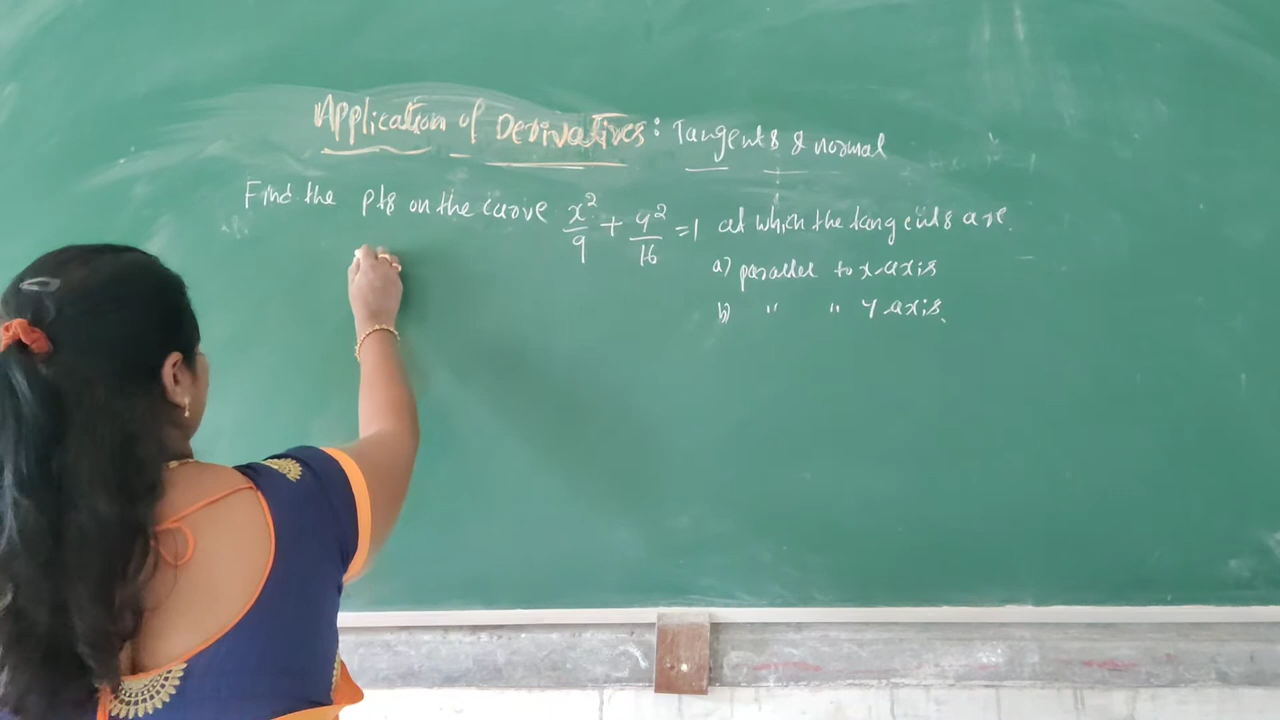 Application of Derivatives: Tangents & normal
Find the pts on the curve x²/9 + y²/16 = 1 at which the tangents are.
a) parallel to x-axis
b) " " y axis.